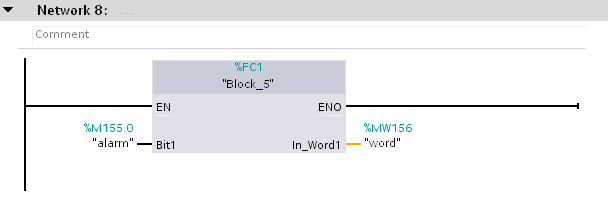 Network 8: .....
Comment
%FC1
"Block_5"
EN ENO
%M155.0 %MW156
"alarm" Bit1 In_Word1 "word"